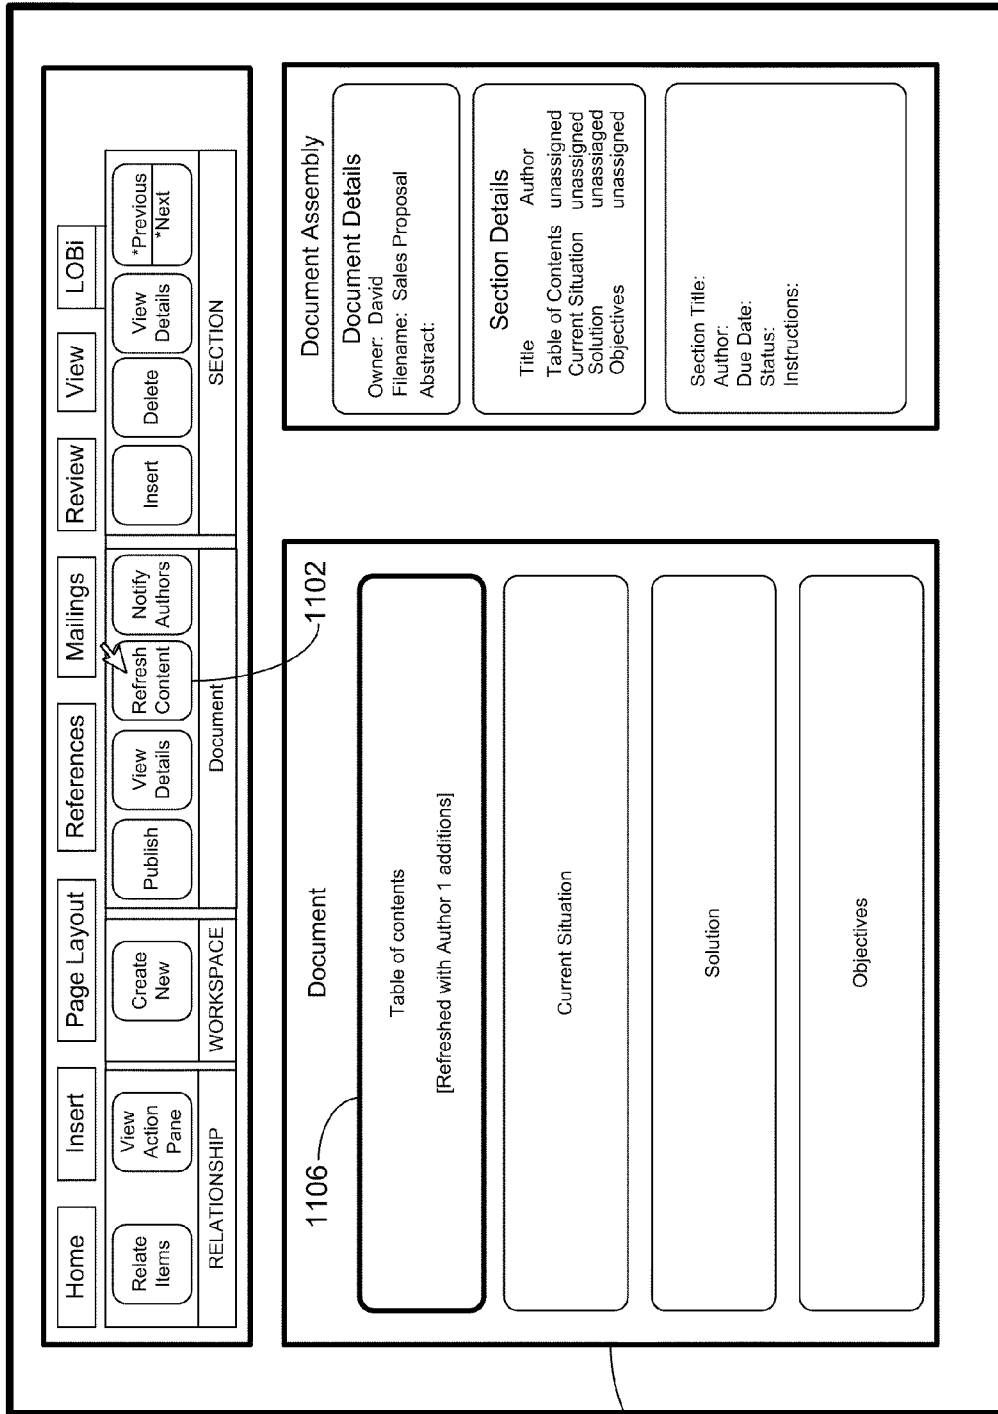 Home
Insert
Page Layout
References
Mailings
Review
View
LOBi
Relate
Items
View
Action
Pane
RELATIONSHIP
Create
New
WORKSPACE
Publish
View
Details
Refresh
Content
Notify
Authors
Document
Insert
Delete
View
Details
*Previous
*Next
SECTION
1102
1106
Document
Table of contents
[Refreshed with Author 1 additions]
Current Situation
Solution
Objectives
Document Assembly
Document Details
Owner: David
Filename: Sales Proposal
Abstract:
Section Details
Title Author
Table of Contents unassigned
Current Situation unassigned
Solution unassiaged
Objectives unassigned
Section Title:
Author:
Due Date:
Status:
Instructions: